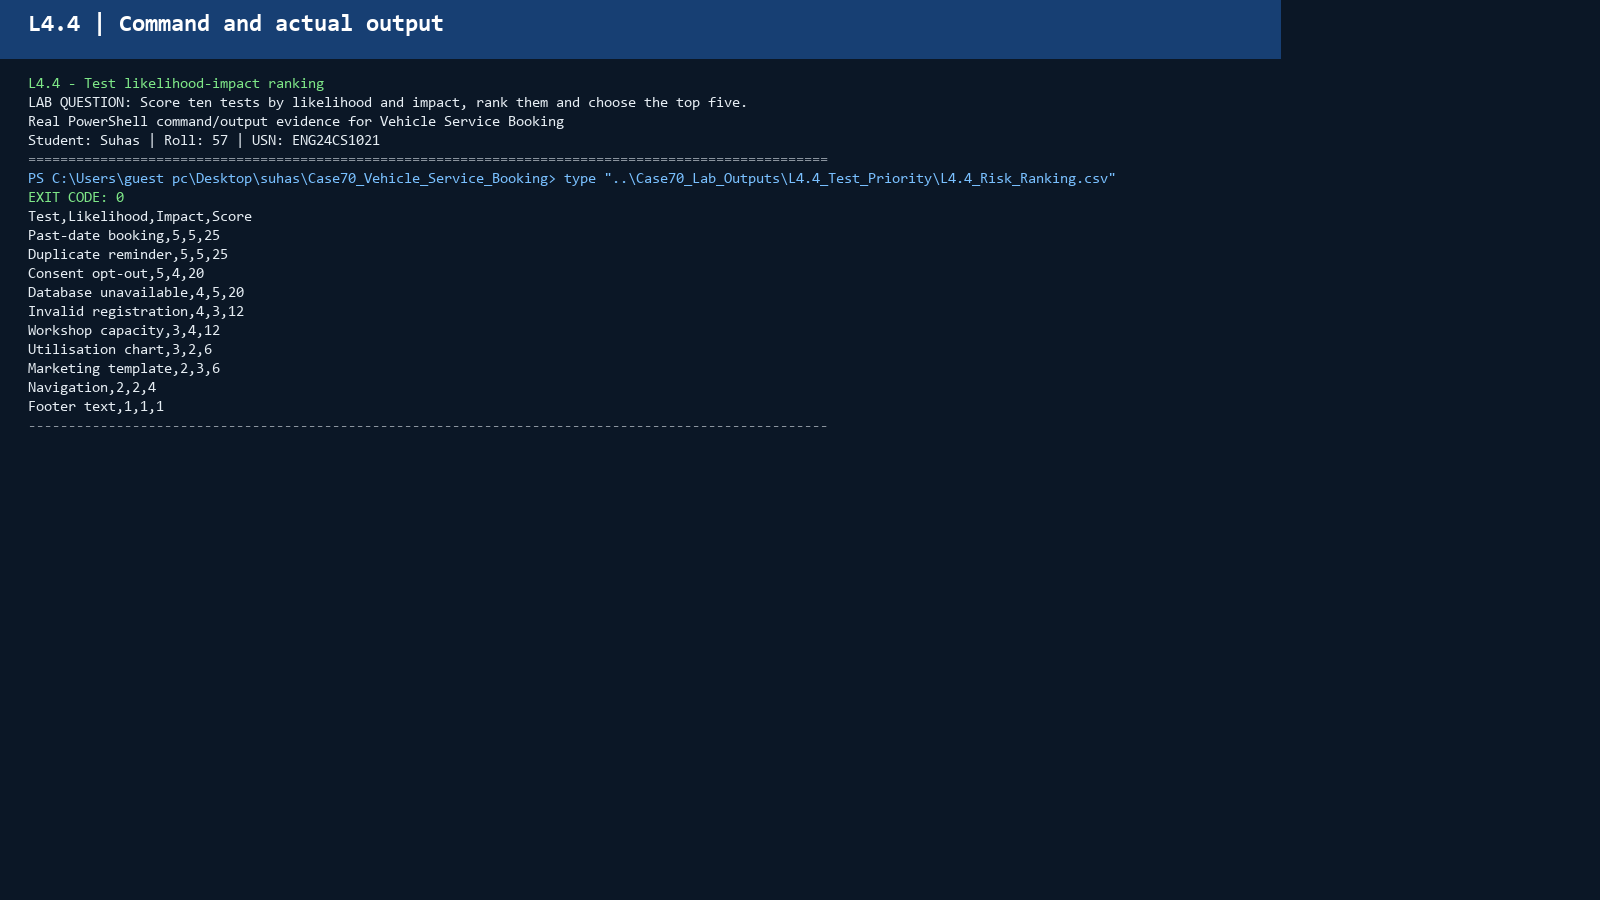 L4.4 | Command and actual output
L4.4 - Test likelihood-impact ranking
LAB QUESTION: Score ten tests by likelihood and impact, rank them and choose the top five.
Real PowerShell command/output evidence for Vehicle Service Booking
Student: Suhas | Roll: 57 | USN: ENG24CS1021
====================================================================================================
PS C:\Users\guest pc\Desktop\suhas\Case70_Vehicle_Service_Booking> type "..\Case70_Lab_Outputs\L4.4_Test_Priority\L4.4_Risk_Ranking.csv"
EXIT CODE: 0
Test,Likelihood,Impact,Score
Past-date booking,5,5,25
Duplicate reminder,5,5,25
Consent opt-out,5,4,20
Database unavailable,4,5,20
Invalid registration,4,3,12
Workshop capacity,3,4,12
Utilisation chart,3,2,6
Marketing template,2,3,6
Navigation,2,2,4
Footer text,1,1,1
----------------------------------------------------------------------------------------------------